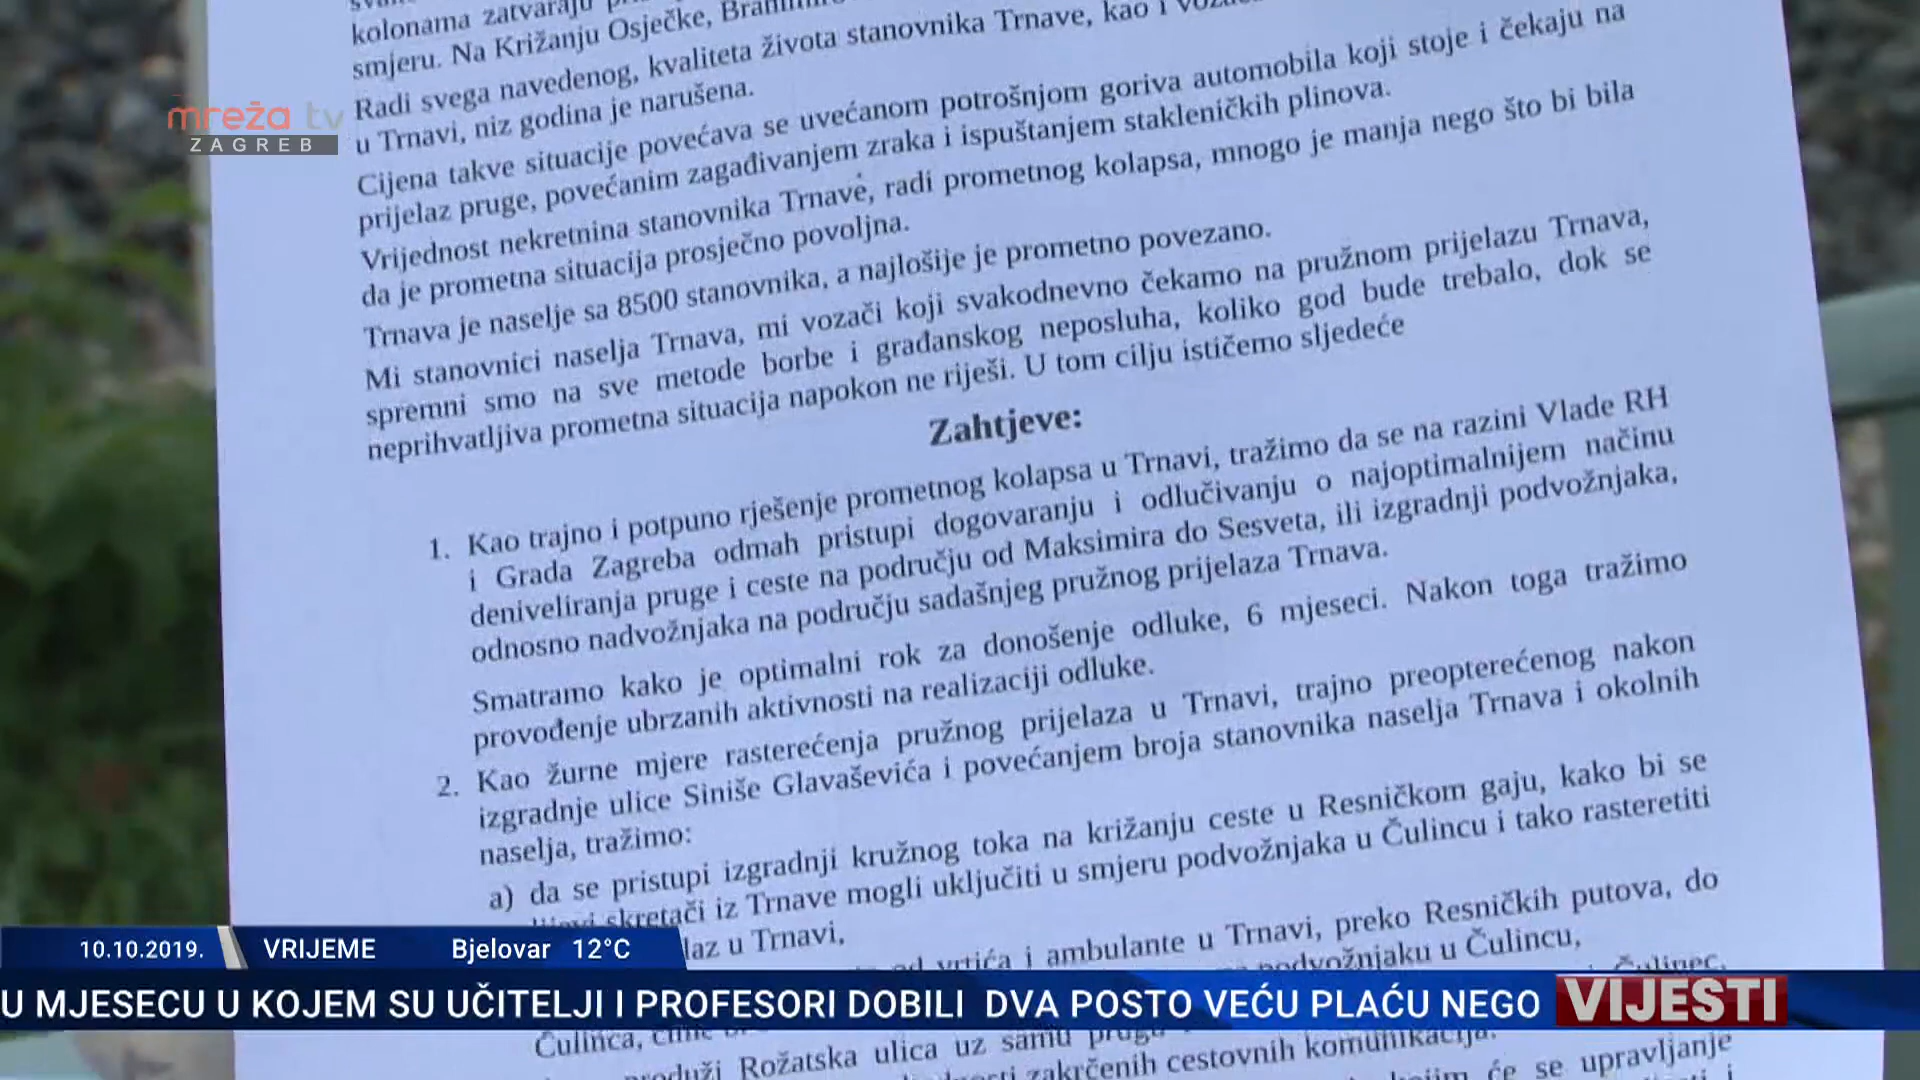 kolonama zatvaraju
smjeru. Na Križanju Osječke,
Radi svega navedenog, kvaliteta života stanovnika Trnave, kao i
u Trnavi, niz godina je narušena.
Cijena takve situacije povećava se uvećanom potrošnjom goriva automobila koji stoje i čekaju na
prijelaz pruge, povećanim zagađivanjem zraka i ispuštanjem stakleničkih plinova.
Vrijednost nekretnina stanovnika Trnave, radi prometnog kolapsa, mnogo je manja nego što bi bila
da je prometna situacija prosječno povoljna.
Trnava je naselje sa 8500 stanovnika, a najlošije je prometno povezano.
Mi stanovnici naselja Trnava, mi vozači koji svakodnevno čekamo na pružnom prijelazu Trnava,
spremni smo na sve metode borbe i građanskog neposluha, koliko god bude trebalo, dok se
neprihvatljiva prometna situacija napokon ne riješi. U tom cilju ističemo sljedeće
Zahtjeve:
1. Kao trajno i potpuno rješenje prometnog kolapsa u Trnavi, tražimo da se na razini Vlade RH
i Grada Zagreba odmah pristupi dogovaranju i odlučivanju o najoptimalnijem načinu
deniveliranja pruge i ceste na području od Maksimira do Sesveta, ili izgradnji podvožnjaka,
odnosno nadvožnjaka na području sadašnjeg pružnog prijelaza Trnava.
Smatramo kako je optimalni rok za donošenje odluke, 6 mjeseci. Nakon toga tražimo
provođenje ubrzanih aktivnosti na realizaciji odluke.
2. Kao žurne mjere rasterećenja pružnog prijelaza u Trnavi, trajno preopterećenog nakon
izgradnje ulice Siniše Glavaševića i povećanjem broja stanovnika naselja Trnava i okolnih
naselja, tražimo:
a) da se pristupi izgradnji kružnog toka na križanju ceste u Resničkom gaju, kako bi se
skretači iz Trnave mogli uključiti u smjeru podvožnjaka u Čulincu i tako rasteretiti
u Trnavi,
od vrtića i ambulante u Trnavi, preko Resničkih putova, do
podvožnjaku u Čulincu,
Čulinec,
Čulinca,
Rožatska ulica uz samu prugu
zakrčenih cestovnih komunikacija.
će se upravljanje
mreža tv
ZAGREB
10.10.2019. VRIJEME Bjelovar 12°C
U MJESECU U KOJEM SU UČITELJI I PROFESORI DOBILI DVA POSTO VEĆU PLAĆU NEGO VIJESTI